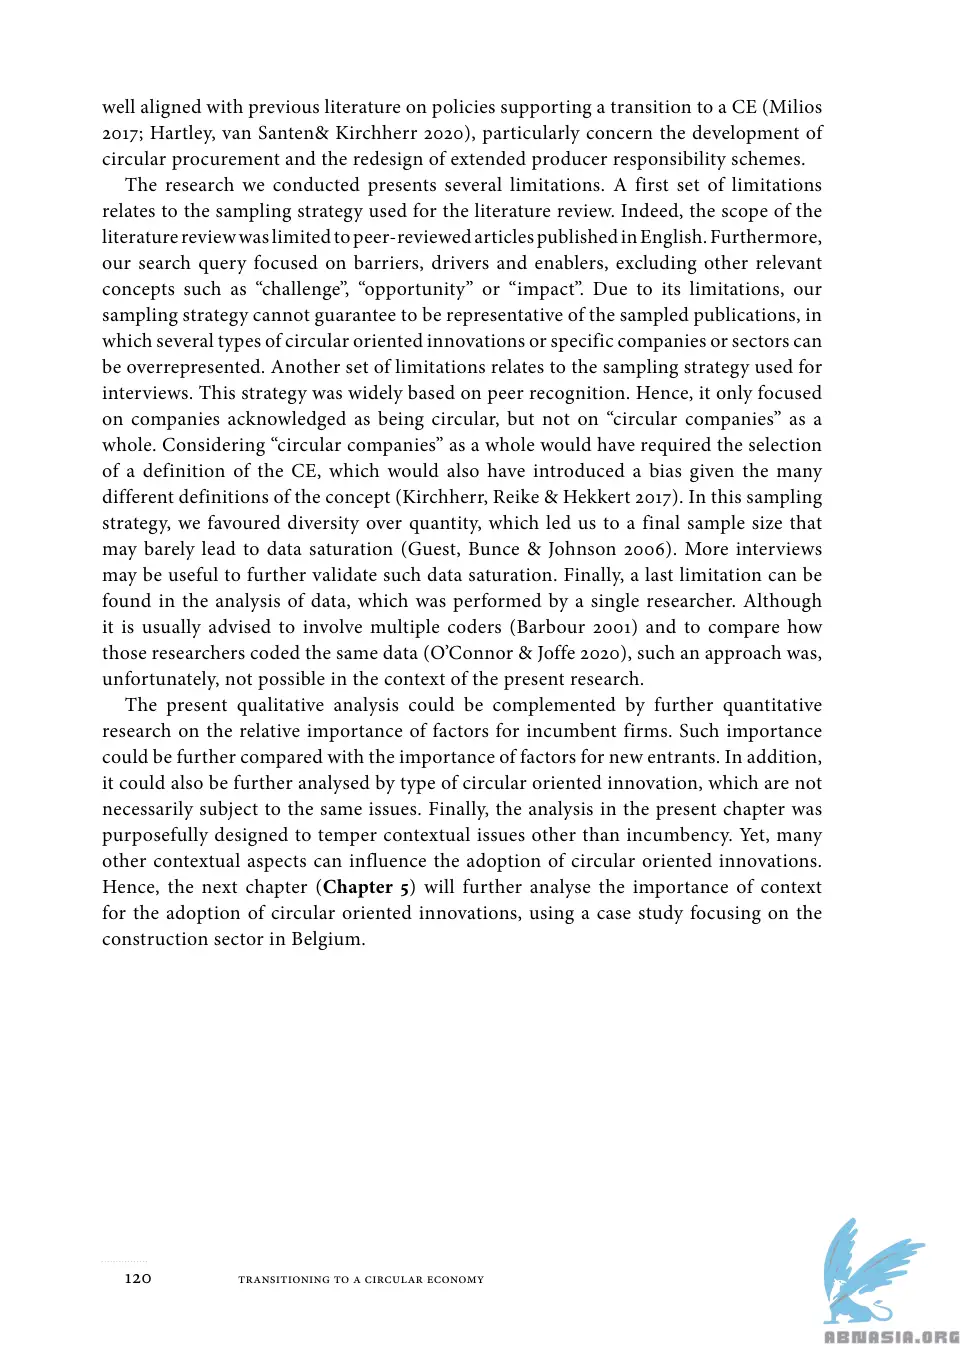 well aligned with previous literature on policies supporting a transition to a CE (Milios
2017; Hartley, van Santen& Kirchherr 2020), particularly concern the development of
circular procurement and the redesign of extended producer responsibility schemes.
The research we conducted presents several limitations. A first set of limitations
relates to the sampling strategy used for the literature review. Indeed, the scope of the
literature review was limited to peer-reviewed articles published in English. Furthermore,
our search query focused on barriers, drivers and enablers, excluding other relevant
concepts such as “challenge”, “opportunity” or “impact”. Due to its limitations, our
sampling strategy cannot guarantee to be representative of the sampled publications, in
which several types of circular oriented innovations or specific companies or sectors can
be overrepresented. Another set of limitations relates to the sampling strategy used for
interviews. This strategy was widely based on peer recognition. Hence, it only focused
on companies acknowledged as being circular, but not on “circular companies” as a
whole. Considering “circular companies” as a whole would have required the selection
of a definition of the CE, which would also have introduced a bias given the many
different definitions of the concept (Kirchherr, Reike & Hekkert 2017). In this sampling
strategy, we favoured diversity over quantity, which led us to a final sample size that
may barely lead to data saturation (Guest, Bunce & Johnson 2006). More interviews
may be useful to further validate such data saturation. Finally, a last limitation can be
found in the analysis of data, which was performed by a single researcher. Although
it is usually advised to involve multiple coders (Barbour 2001) and to compare how
those researchers coded the same data (O’Connor & Joffe 2020), such an approach was,
unfortunately, not possible in the context of the present research.
The present qualitative analysis could be complemented by further quantitative
research on the relative importance of factors for incumbent firms. Such importance
could be further compared with the importance of factors for new entrants. In addition,
it could also be further analysed by type of circular oriented innovation, which are not
necessarily subject to the same issues. Finally, the analysis in the present chapter was
purposefully designed to temper contextual issues other than incumbency. Yet, many
other contextual aspects can influence the adoption of circular oriented innovations.
Hence, the next chapter (Chapter 5) will further analyse the importance of context
for the adoption of circular oriented innovations, using a case study focusing on the
construction sector in Belgium.
120 TRANSITIONING TO A CIRCULAR ECONOMY
ABNASIA.ORG